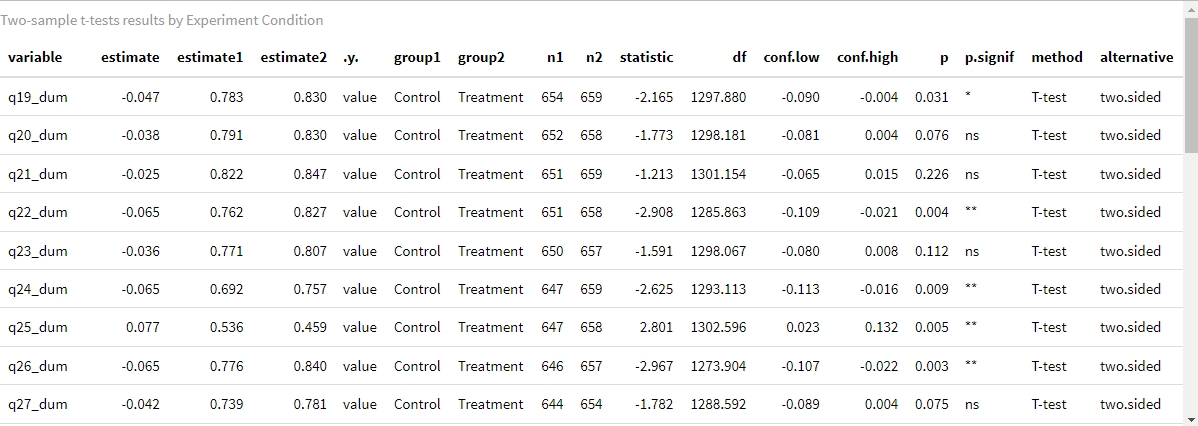 Two-sample t-tests results by Experiment Condition
variable estimate estimate1 estimate2 .y. group1 group2 n1 n2 statistic df conf.low conf.high p p.signif method alternative
q19_dum -0.047 0.783 0.830 value Control Treatment 654 659 -2.165 1297.880 -0.090 -0.004 0.031 * T-test two.sided
q20_dum -0.038 0.791 0.830 value Control Treatment 652 658 -1.773 1298.181 -0.081 0.004 0.076 ns T-test two.sided
q21_dum -0.025 0.822 0.847 value Control Treatment 651 659 -1.213 1301.154 -0.065 0.015 0.226 ns T-test two.sided
q22_dum -0.065 0.762 0.827 value Control Treatment 651 658 -2.908 1285.863 -0.109 -0.021 0.004 ** T-test two.sided
q23_dum -0.036 0.771 0.807 value Control Treatment 650 657 -1.591 1298.067 -0.080 0.008 0.112 ns T-test two.sided
q24_dum -0.065 0.692 0.757 value Control Treatment 647 659 -2.625 1293.113 -0.113 -0.016 0.009 ** T-test two.sided
q25_dum 0.077 0.536 0.459 value Control Treatment 647 658 2.801 1302.596 0.023 0.132 0.005 ** T-test two.sided
q26_dum -0.065 0.776 0.840 value Control Treatment 646 657 -2.967 1273.904 -0.107 -0.022 0.003 ** T-test two.sided
q27_dum -0.042 0.739 0.781 value Control Treatment 644 654 -1.782 1288.592 -0.089 0.004 0.075 ns T-test two.sided